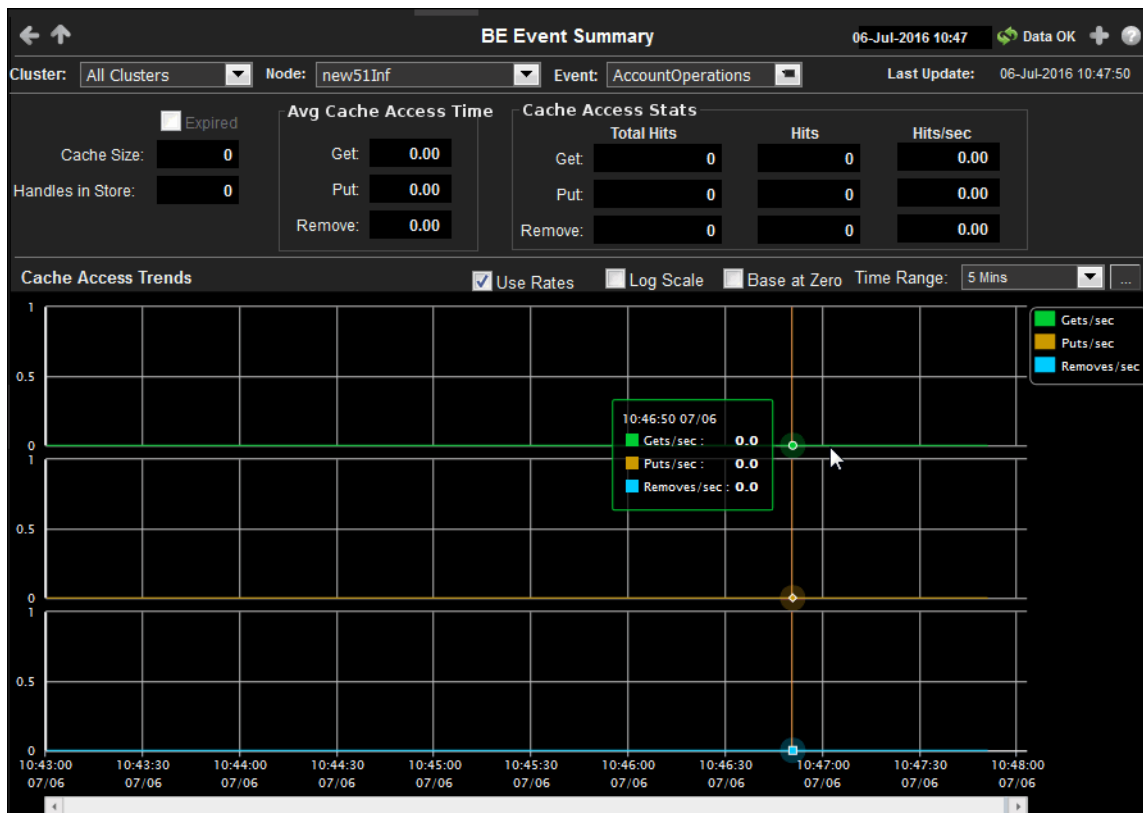 BE Event Summary 06-Jul-2016 10:47 Data OK
Cluster: All Clusters Node: new51Inf Event: AccountOperations Last Update: 06-Jul-2016 10:47:50
Expired
Cache Size: 0
Handles in Store: 0
Avg Cache Access Time
Get: 0.00
Put: 0.00
Remove: 0.00
Cache Access Stats
Total Hits Hits Hits/sec
Get: 0 0 0.00
Put: 0 0 0.00
Remove: 0 0 0.00
Cache Access Trends Use Rates Log Scale Base at Zero Time Range: 5 Mins ...
1
0.5
0
1
0.5
0
1
0.5
0
10:46:50 07/06
Gets/sec : 0.0
Puts/sec : 0.0
Removes/sec : 0.0
Gets/sec
Puts/sec
Removes/sec
10:43:00 10:43:30 10:44:00 10:44:30 10:45:00 10:45:30 10:46:00 10:46:30 10:47:00 10:47:30 10:48:00
07/06 07/06 07/06 07/06 07/06 07/06 07/06 07/06 07/06 07/06 07/06